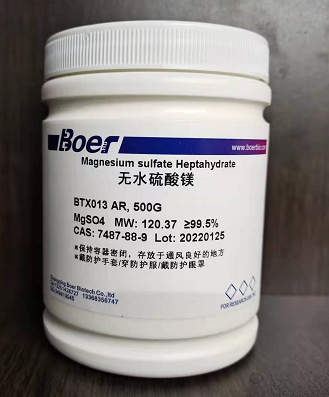 Boer
www.boerbio.com
Magnesium sulfate Heptahydrate
无水硫酸镁
BTX013 AR, 500G
MgSO4 MW: 120.37 ≥99.5%
CAS: 7487-88-9 Lot: 20220125
*保持容器密闭,存放于通风良好的地方
*戴防护手套/穿防护服/戴防护眼罩
Boer Biotech Co.,ltd
13368356747
FOR RESEARCH USE